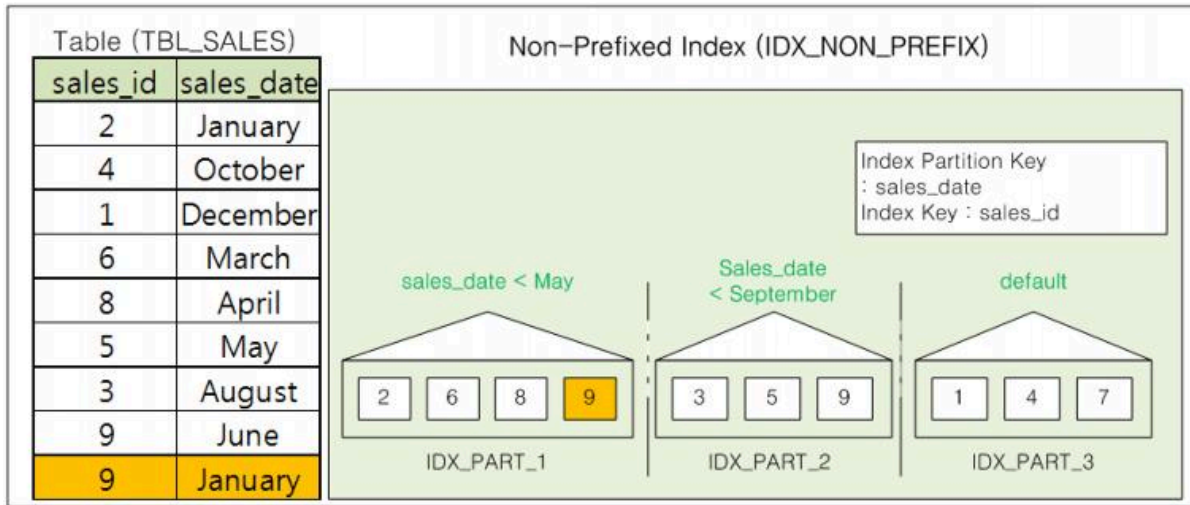 Table (TBL_SALES)
sales_id sales_date
2 January
4 October
1 December
6 March
8 April
5 May
3 August
9 June
9 January
Non-Prefixed Index (IDX_NON_PREFIX)
Index Partition Key
: sales_date
Index Key : sales_id
sales_date < May
Sales_date
< September
default
2 6 8 9
3 5 9
1 4 7
IDX_PART_1
IDX_PART_2
IDX_PART_3